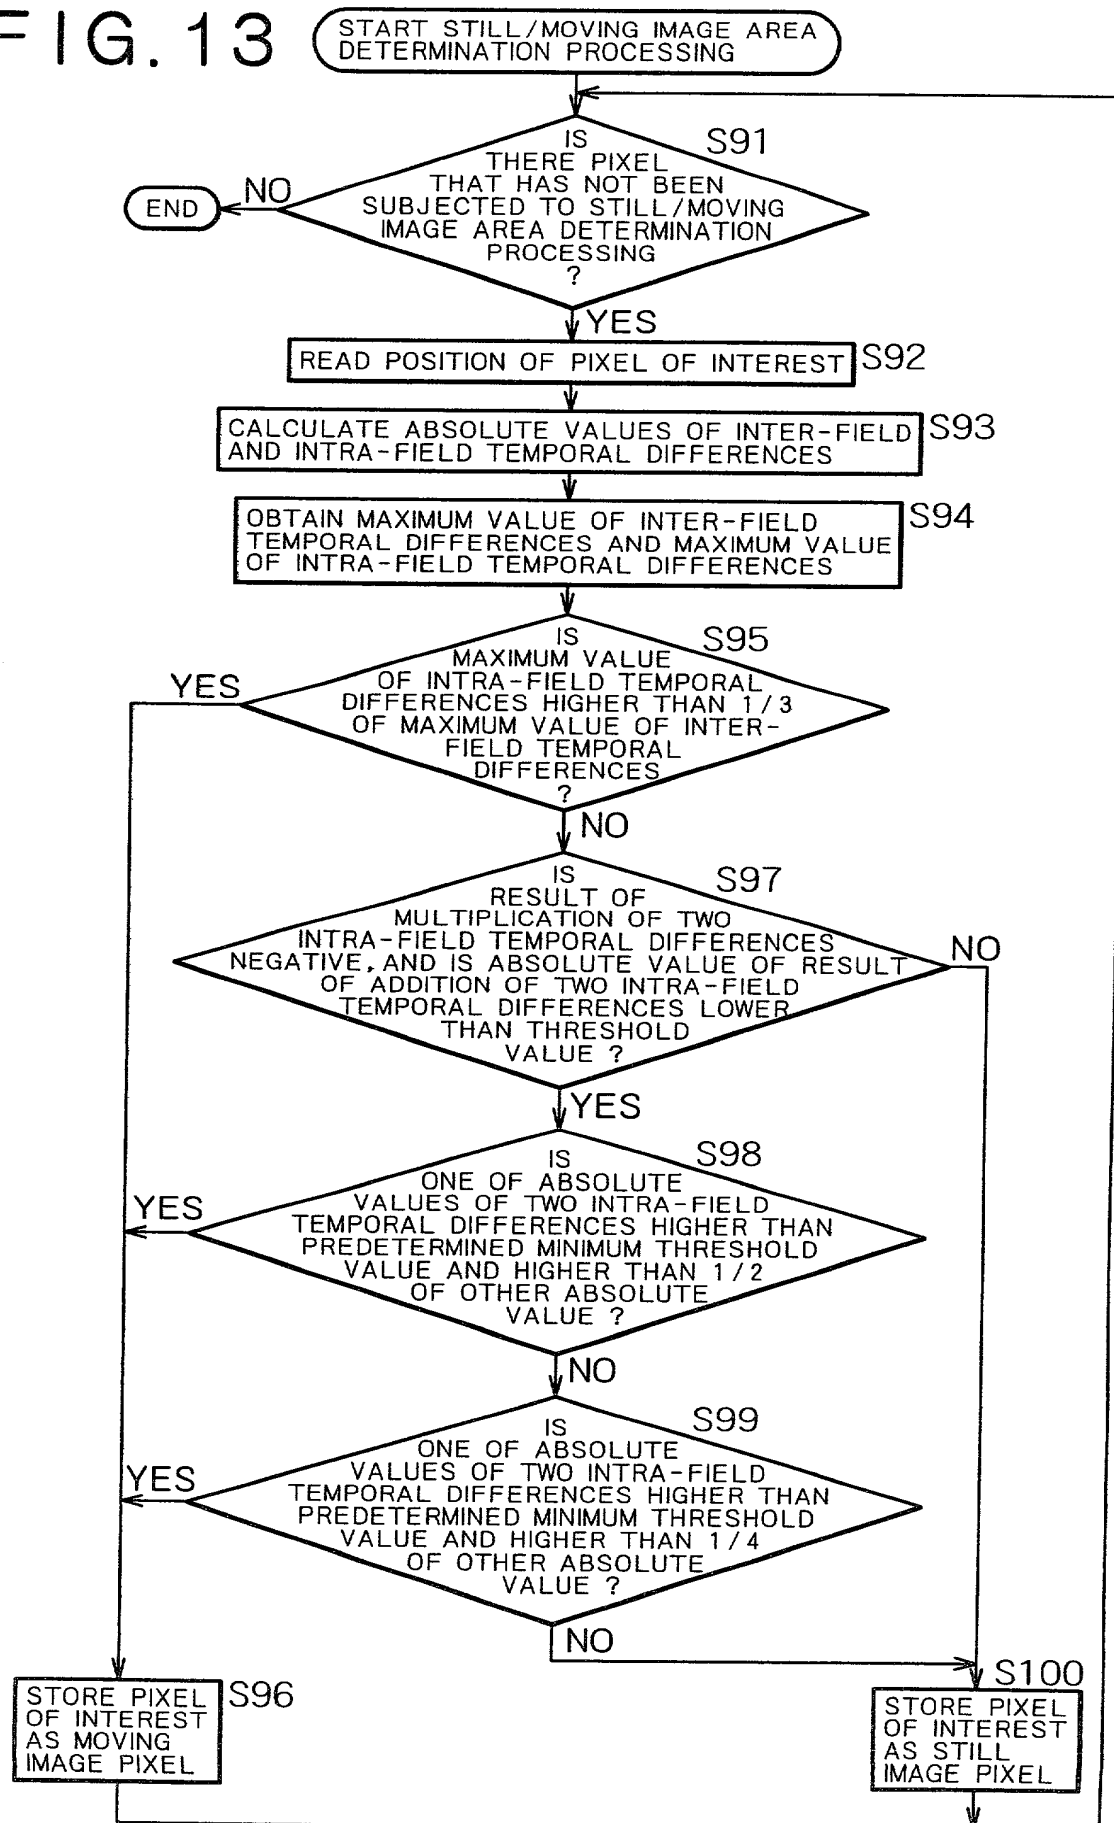 FIG. 13
START STILL/MOVING IMAGE AREA
DETERMINATION PROCESSING
S91
IS
THERE PIXEL
THAT HAS NOT BEEN
SUBJECTED TO STILL/MOVING
IMAGE AREA DETERMINATION
PROCESSING
?
NO
END
YES
READ POSITION OF PIXEL OF INTEREST
S92
CALCULATE ABSOLUTE VALUES OF INTER-FIELD
AND INTRA-FIELD TEMPORAL DIFFERENCES
S93
OBTAIN MAXIMUM VALUE OF INTER-FIELD
TEMPORAL DIFFERENCES AND MAXIMUM VALUE
OF INTRA-FIELD TEMPORAL DIFFERENCES
S94
S95
IS
MAXIMUM VALUE
OF INTRA-FIELD TEMPORAL
DIFFERENCES HIGHER THAN 1/3
OF MAXIMUM VALUE OF INTER-
FIELD TEMPORAL
DIFFERENCES
?
YES
NO
S97
IS
RESULT OF
MULTIPLICATION OF TWO
INTRA-FIELD TEMPORAL DIFFERENCES
NEGATIVE, AND IS ABSOLUTE VALUE OF RESULT
OF ADDITION OF TWO INTRA-FIELD
TEMPORAL DIFFERENCES LOWER
THAN THRESHOLD
VALUE ?
NO
YES
S98
IS
ONE OF ABSOLUTE
VALUES OF TWO INTRA-FIELD
TEMPORAL DIFFERENCES HIGHER THAN
PREDETERMINED MINIMUM THRESHOLD
VALUE AND HIGHER THAN 1/2
OF OTHER ABSOLUTE
VALUE ?
YES
NO
S99
IS
ONE OF ABSOLUTE
VALUES OF TWO INTRA-FIELD
TEMPORAL DIFFERENCES HIGHER THAN
PREDETERMINED MINIMUM THRESHOLD
VALUE AND HIGHER THAN 1/4
OF OTHER ABSOLUTE
VALUE ?
YES
NO
S96
STORE PIXEL
OF INTEREST
AS MOVING
IMAGE PIXEL
S100
STORE PIXEL
OF INTEREST
AS STILL
IMAGE PIXEL